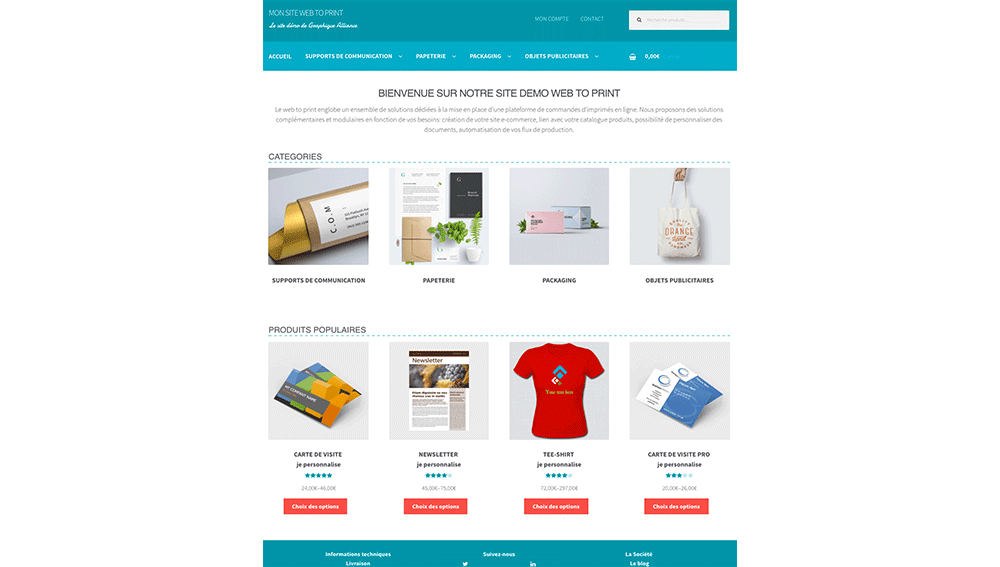 MON SITE WEB TO PRINT
Le site démo de Graphique Alliance
MON COMPTE
CONTACT
Recherche produits...
ACCUEIL
SUPPORTS DE COMMUNICATION
PAPETERIE
PACKAGING
OBJETS PUBLICITAIRES
0,00€
BIENVENUE SUR NOTRE SITE DEMO WEB TO PRINT
Le web to print englobe un ensemble de solutions dédiées à la mise en place d'une plateforme de commandes d'imprimés en ligne. Nous proposons des solutions
complémentaires et modulaires en fonction de vos besoins: création de votre site e-commerce, lien avec votre catalogue produits, possibilité de personnaliser des
documents, automatisation de vos flux de production.
CATEGORIES
C.O.M
G
QUALITY
ORANGE
SUPPORTS DE COMMUNICATION
PAPETERIE
PACKAGING
OBJETS PUBLICITAIRES
PRODUITS POPULAIRES
MY COMPANY NAME
Newsletter
Your text here
CARTE DE VISITE
je personnalise
24,00€–46,00€
Choix des options
NEWSLETTER
je personnalise
45,00€–75,00€
Choix des options
TEE-SHIRT
je personnalise
72,00€–297,00€
Choix des options
CARTE DE VISITE PRO
je personnalise
20,00€–26,00€
Choix des options
Informations techniques
Livraison
Suivez-nous
La Société
Le blog